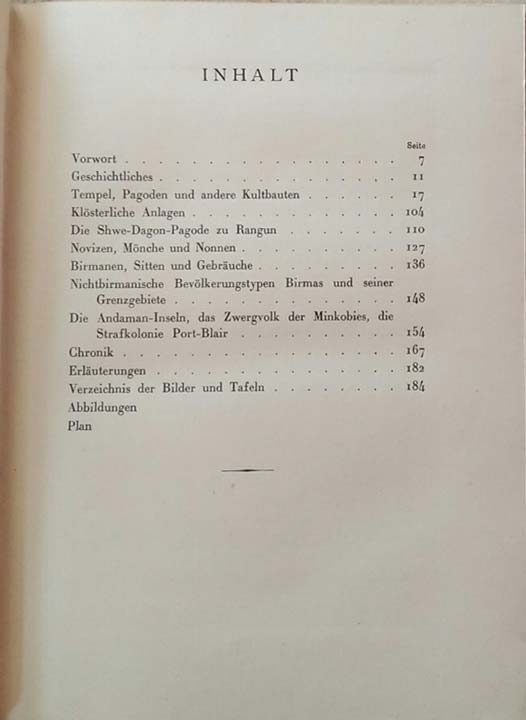 INHALT
Seite
Vorwort . . . . . . . . . . . . . . 7
Geschichtliches . . . . . . . . . . . . . 11
Tempel, Pagoden und andere Kultbauten . . . . . . 17
Klösterliche Anlagen . . . . . . . . . . . 104
Die Shwe-Dagon-Pagode zu Rangun . . . . . . . 110
Novizen, Mönche und Nonnen . . . . . . . . 127
Birmanen, Sitten und Gebräuche . . . . . . . . 136
Nichtbirmanische Bevölkerungstypen Birmas und seiner
Grenzgebiete . . . . . . . . . . . . 148
Die Andaman-Inseln, das Zwergvolk der Minkobies, die
Strafkolonie Port-Blair . . . . . . . . . 154
Chronik . . . . . . . . . . . . . . 167
Erläuterungen . . . . . . . . . . . . 182
Verzeichnis der Bilder und Tafeln . . . . . . . 184
Abbildungen
Plan